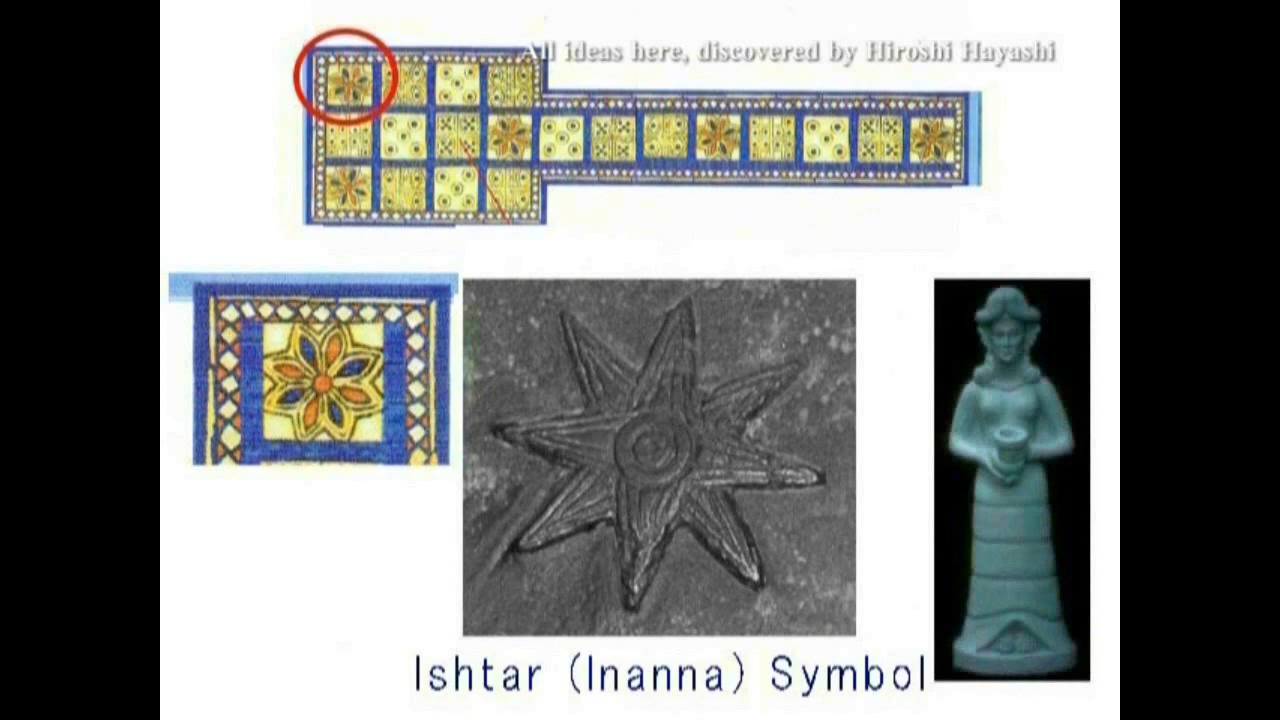 All ideas here, discovered by Hiroshi Hayashi
Ishtar (Inanna) Symbol